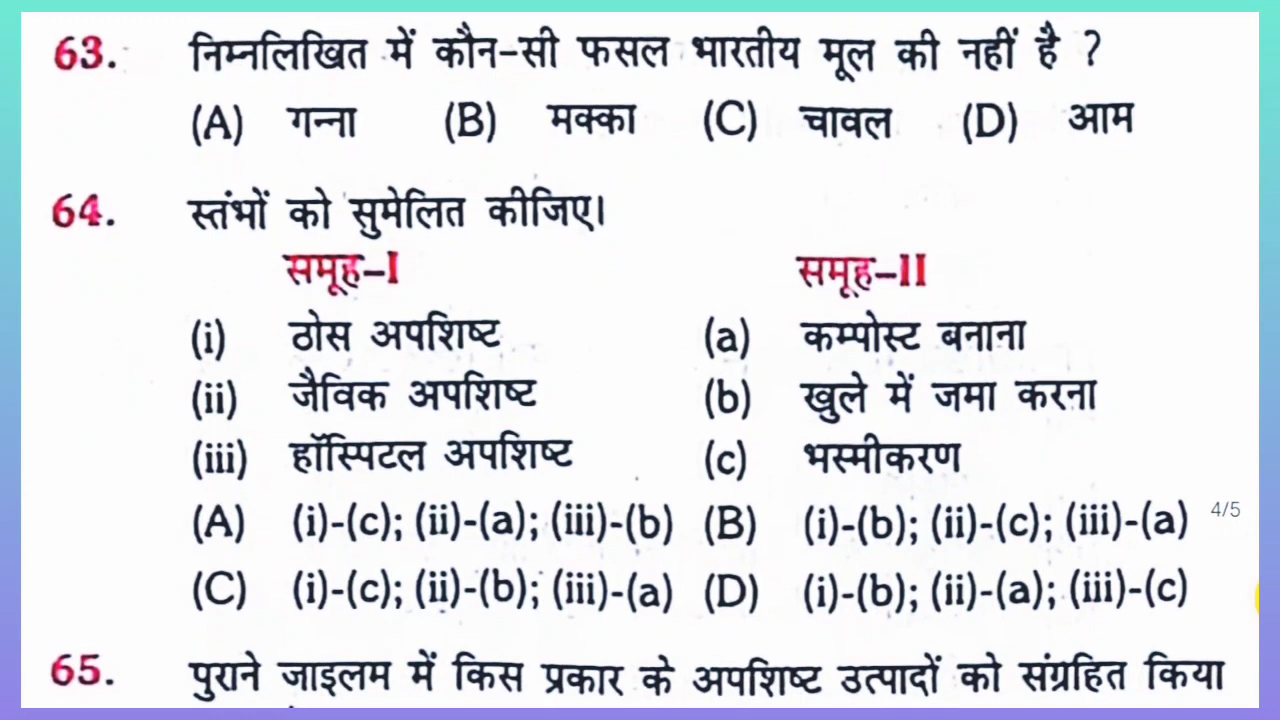 63. निम्नलिखित में कौन-सी फसल भारतीय मूल की नहीं है ?
(A) गन्ना (B) मक्का (C) चावल (D) आम
64. स्तंभों को सुमेलित कीजिए।
समूह-I समूह-II
(i) ठोस अपशिष्ट (a) कम्पोस्ट बनाना
(ii) जैविक अपशिष्ट (b) खुले में जमा करना
(iii) हॉस्पिटल अपशिष्ट (c) भस्मीकरण
(A) (i)-(c); (ii)-(a); (iii)-(b) (B) (i)-(b); (ii)-(c); (iii)-(a) 4/5
(C) (i)-(c); (ii)-(b); (iii)-(a) (D) (i)-(b); (ii)-(a); (iii)-(c)
65. पुराने जाइलम में किस प्रकार के अपशिष्ट उत्पादों को संग्रहित किया